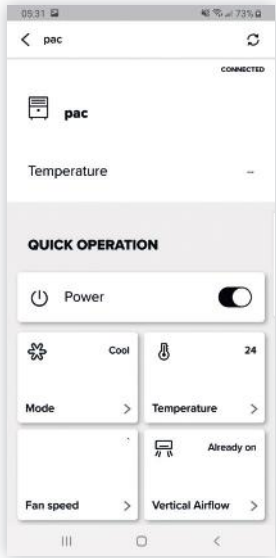 05:31 73%
pac
CONNECTED
pac
Temperature --
QUICK OPERATION
Power
Cool 24
Mode Temperature
Already on
Fan speed Vertical Airflow